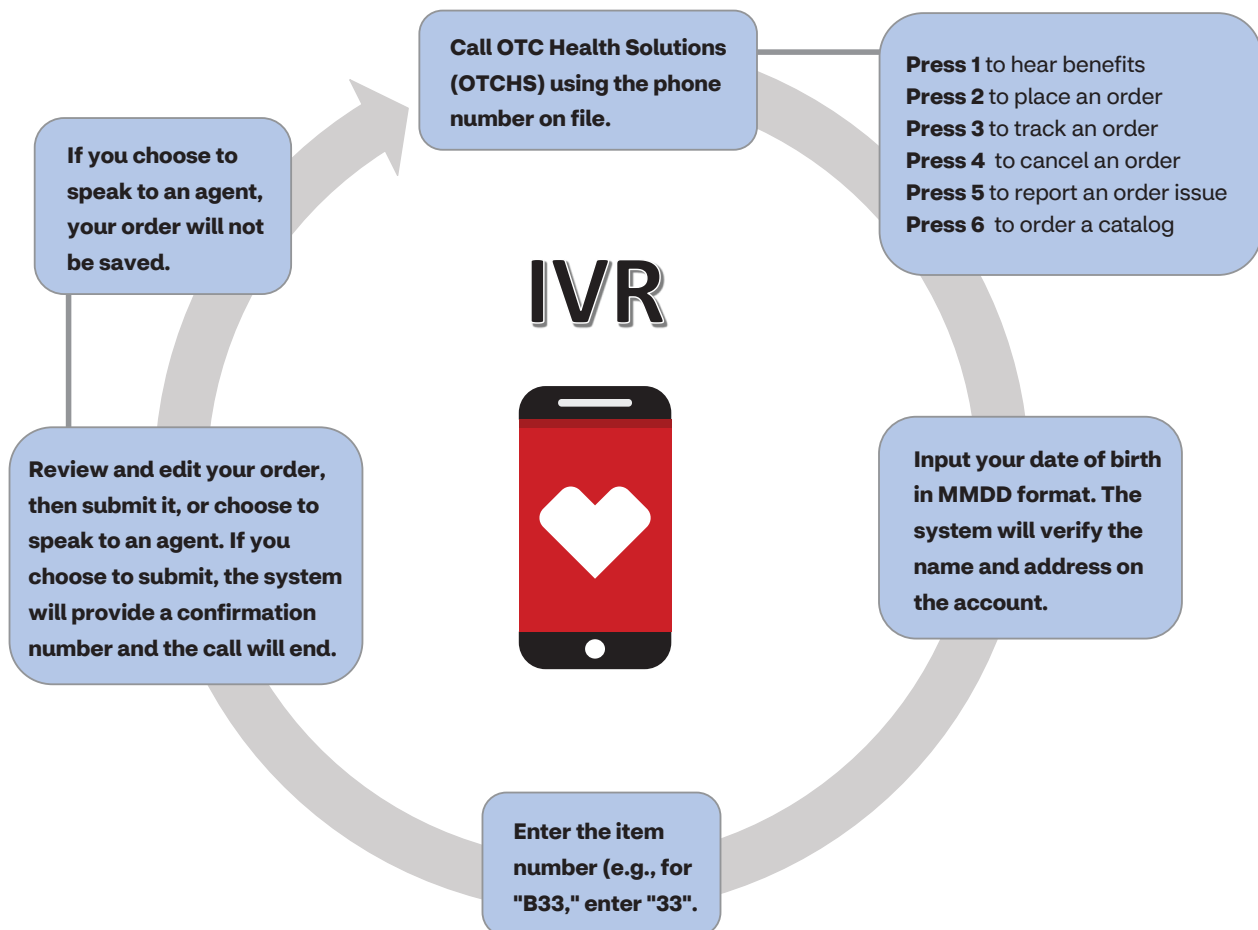 Call OTC Health Solutions
(OTCHS) using the phone
number on file.
Press 1 to hear benefits
Press 2 to place an order
Press 3 to track an order
Press 4 to cancel an order
Press 5 to report an order issue
Press 6 to order a catalog
Input your date of birth
in MMDD format. The
system will verify the
name and address on
the account.
Enter the item
number (e.g., for
"B33," enter "33".
Review and edit your order,
then submit it, or choose to
speak to an agent. If you
choose to submit, the system
will provide a confirmation
number and the call will end.
If you choose to
speak to an agent,
your order will not
be saved.
IVR